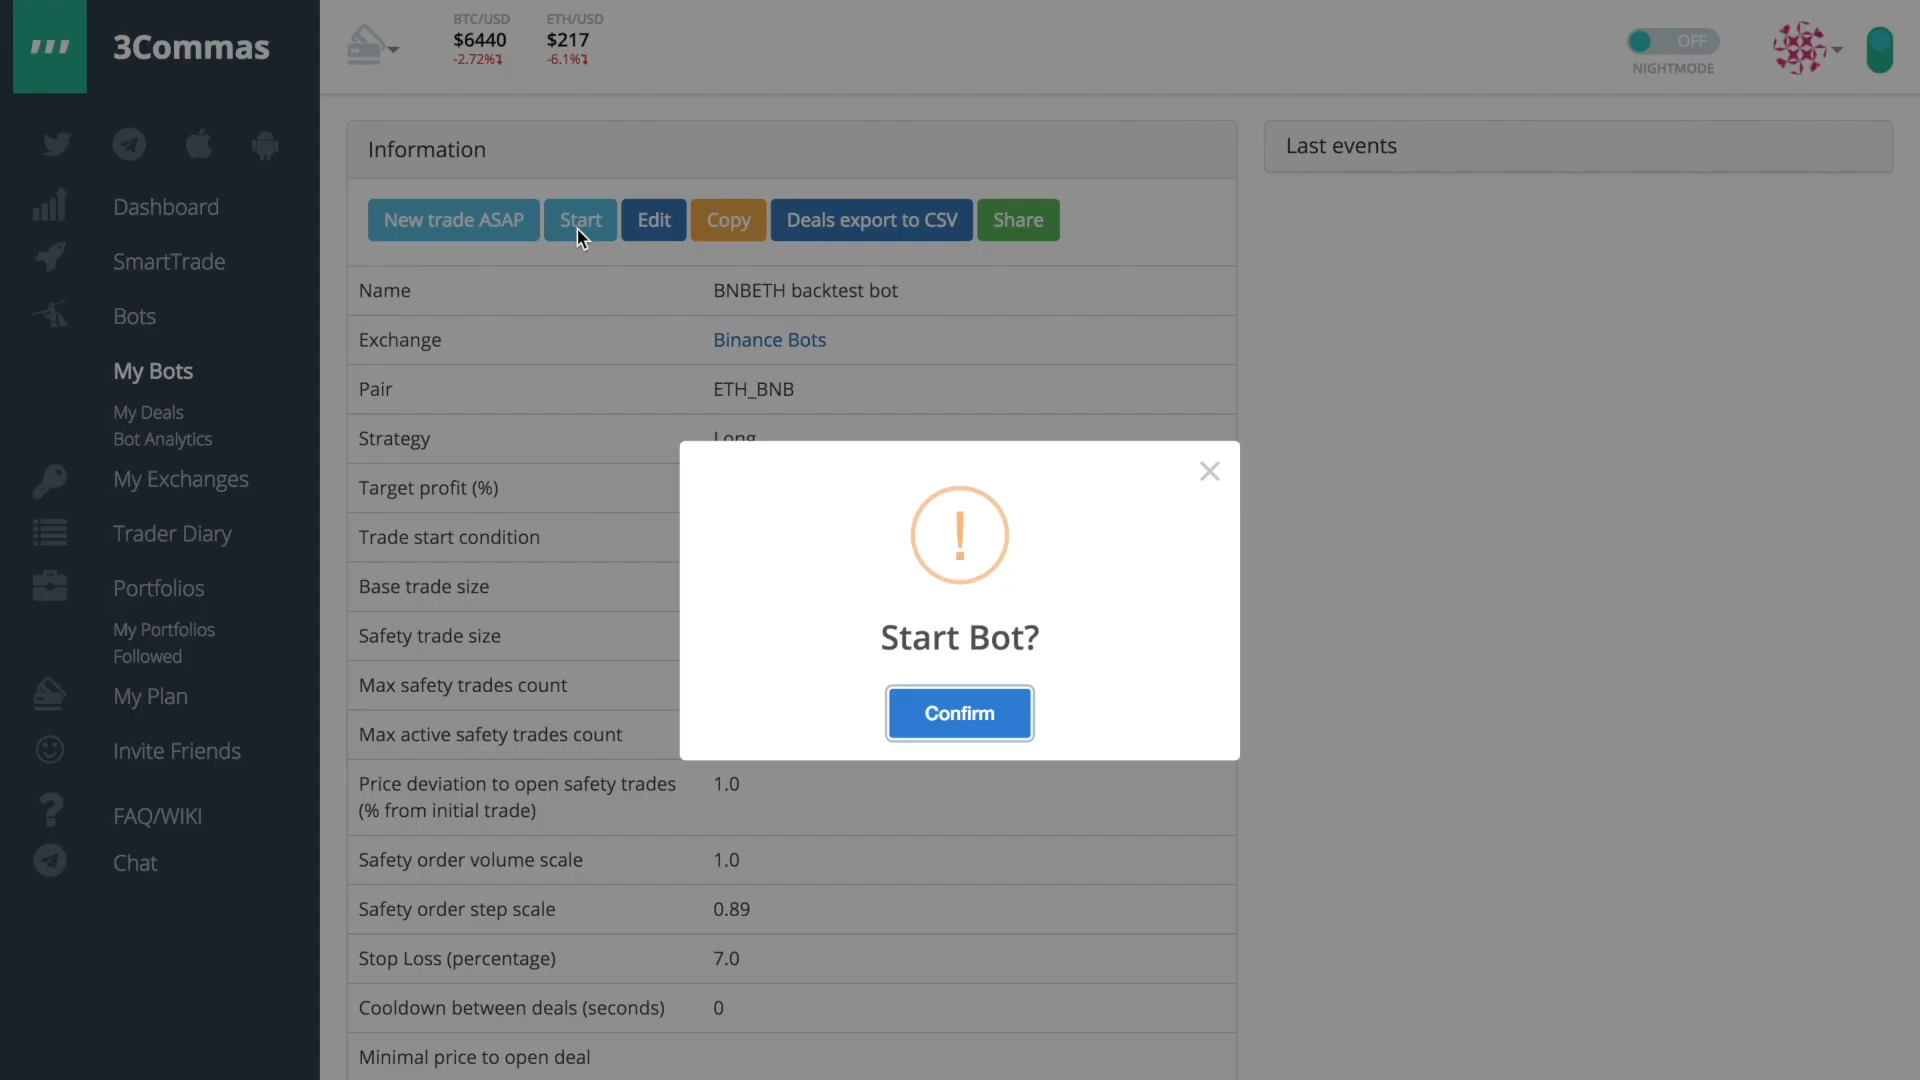 3Commas
BTC/USD
$6440
-2.72%
ETH/USD
$217
-6.1%
OFF
NIGHTMODE
Dashboard
SmartTrade
Bots
My Bots
My Deals
Bot Analytics
My Exchanges
Trader Diary
Portfolios
My Portfolios
Followed
My Plan
Invite Friends
FAQ/WIKI
Chat
Information
New trade ASAP
Start
Edit
Copy
Deals export to CSV
Share
Name
BNBETH backtest bot
Exchange
Binance Bots
Pair
ETH_BNB
Strategy
Long
Target profit (%)
Trade start condition
Base trade size
Safety trade size
Max safety trades count
Max active safety trades count
Price deviation to open safety trades
(% from initial trade)
1.0
Safety order volume scale
1.0
Safety order step scale
0.89
Stop Loss (percentage)
7.0
Cooldown between deals (seconds)
0
Minimal price to open deal
Last events
!
Start Bot?
Confirm